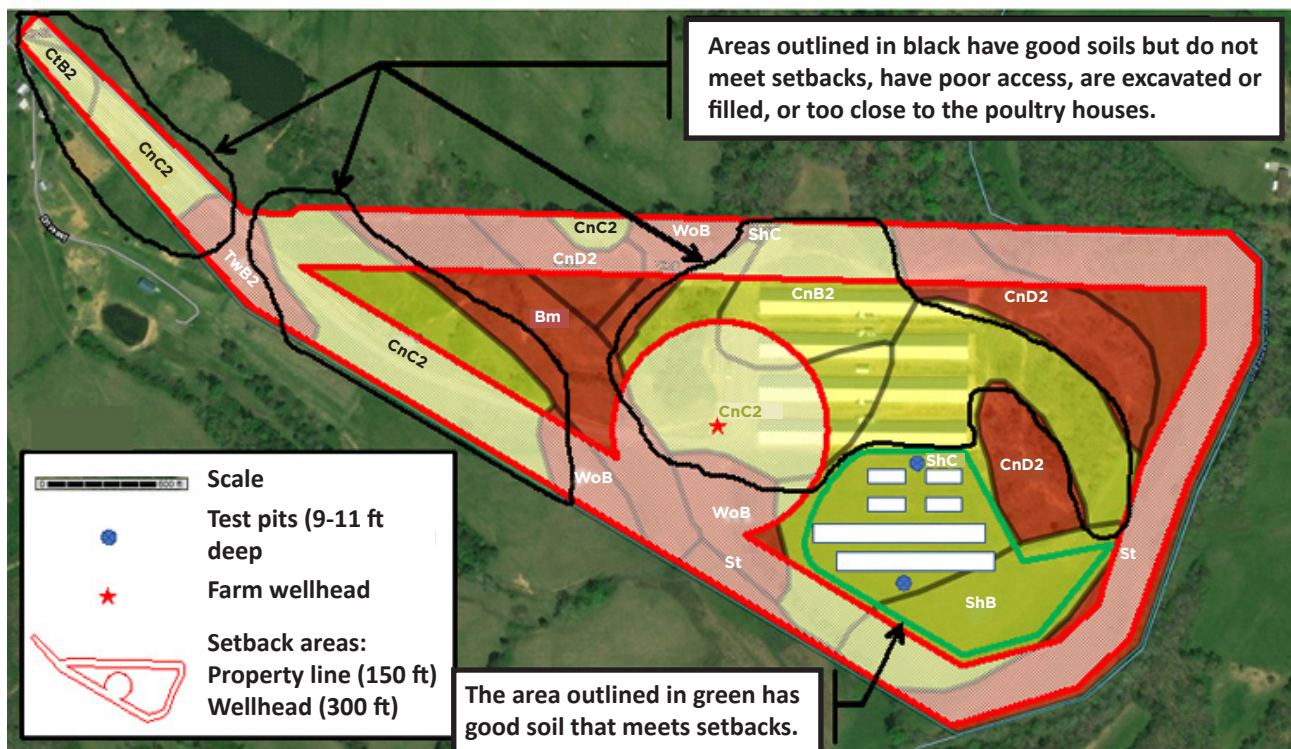 Areas outlined in black have good soils but do not
meet setbacks, have poor access, are excavated or
filled, or too close to the poultry houses.
CtB2
CnC2
TwB2
CnC2
WoB
ShC
CnD2
CnB2
CnD2
Bm
CnC2
CnC2
ShC
CnD2
WoB
WoB
St
St
ShB
0 600 ft
Scale
Test pits (9-11 ft
deep
Farm wellhead
Setback areas:
Property line (150 ft)
Wellhead (300 ft)
The area outlined in green has
good soil that meets setbacks.